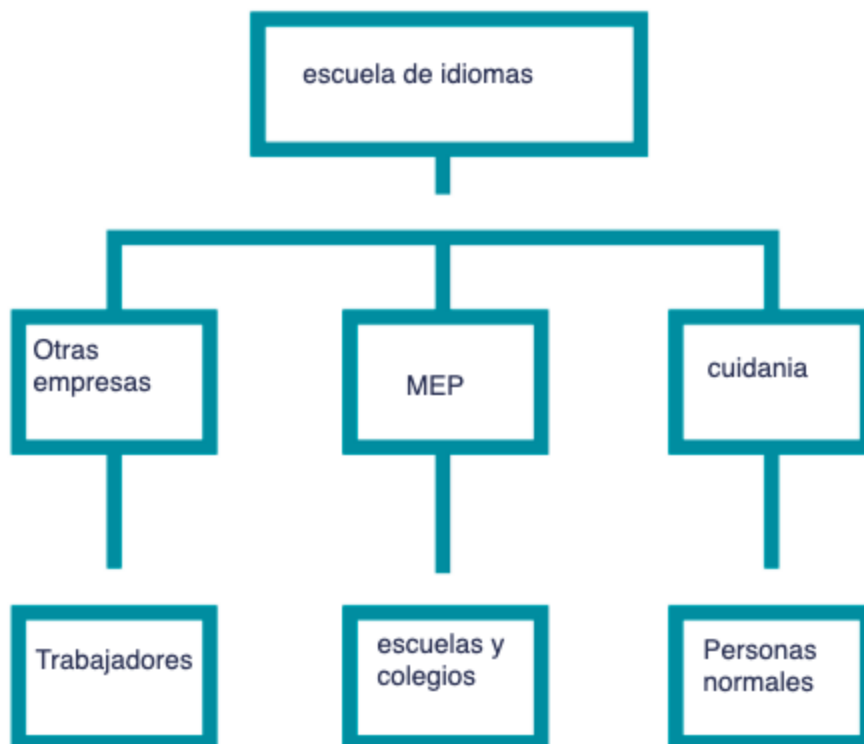 escuela de idiomas
Otras
empresas
MEP
cuidania
Trabajadores
escuelas y
colegios
Personas
normales